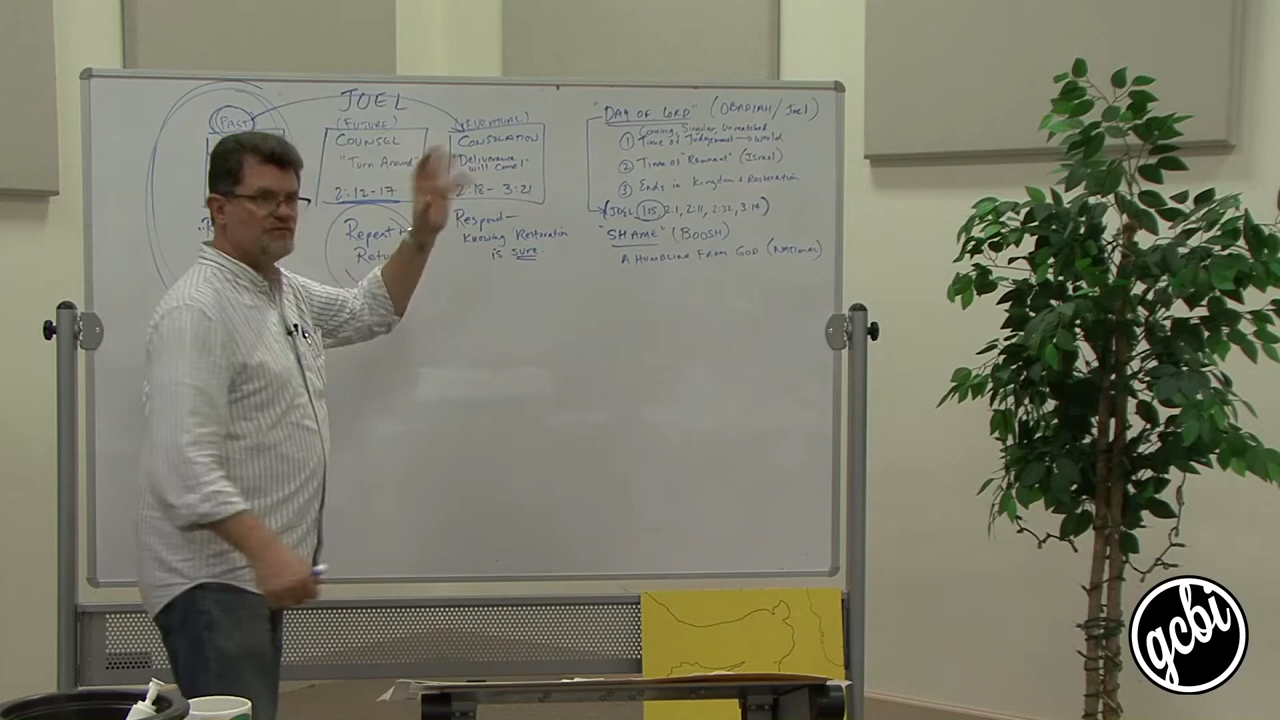 JOEL
(PAST)
(FUTURE)
COUNSEL
"Turn Around"
2:12-17
Repent +
Retu
(EVENTUAL)
CONSOLATION
"Deliverance
will come!"
2:18- 3:21
Respond-
Knowing Restoration
is sure
"DAY OF LORD" (OBADIAH/Joel)
① Coming, Singular, Unmatched
Time of Judgement → World
② Time of "Remnant" (Israel)
③ Ends in Kingdom + Restoration
(JOEL 1:15 2:1, 2:11, 2:32, 3:14)
"SHAME" (BOOSH)
A HUMBLING FROM GOD (NATIONAL)
gcbi